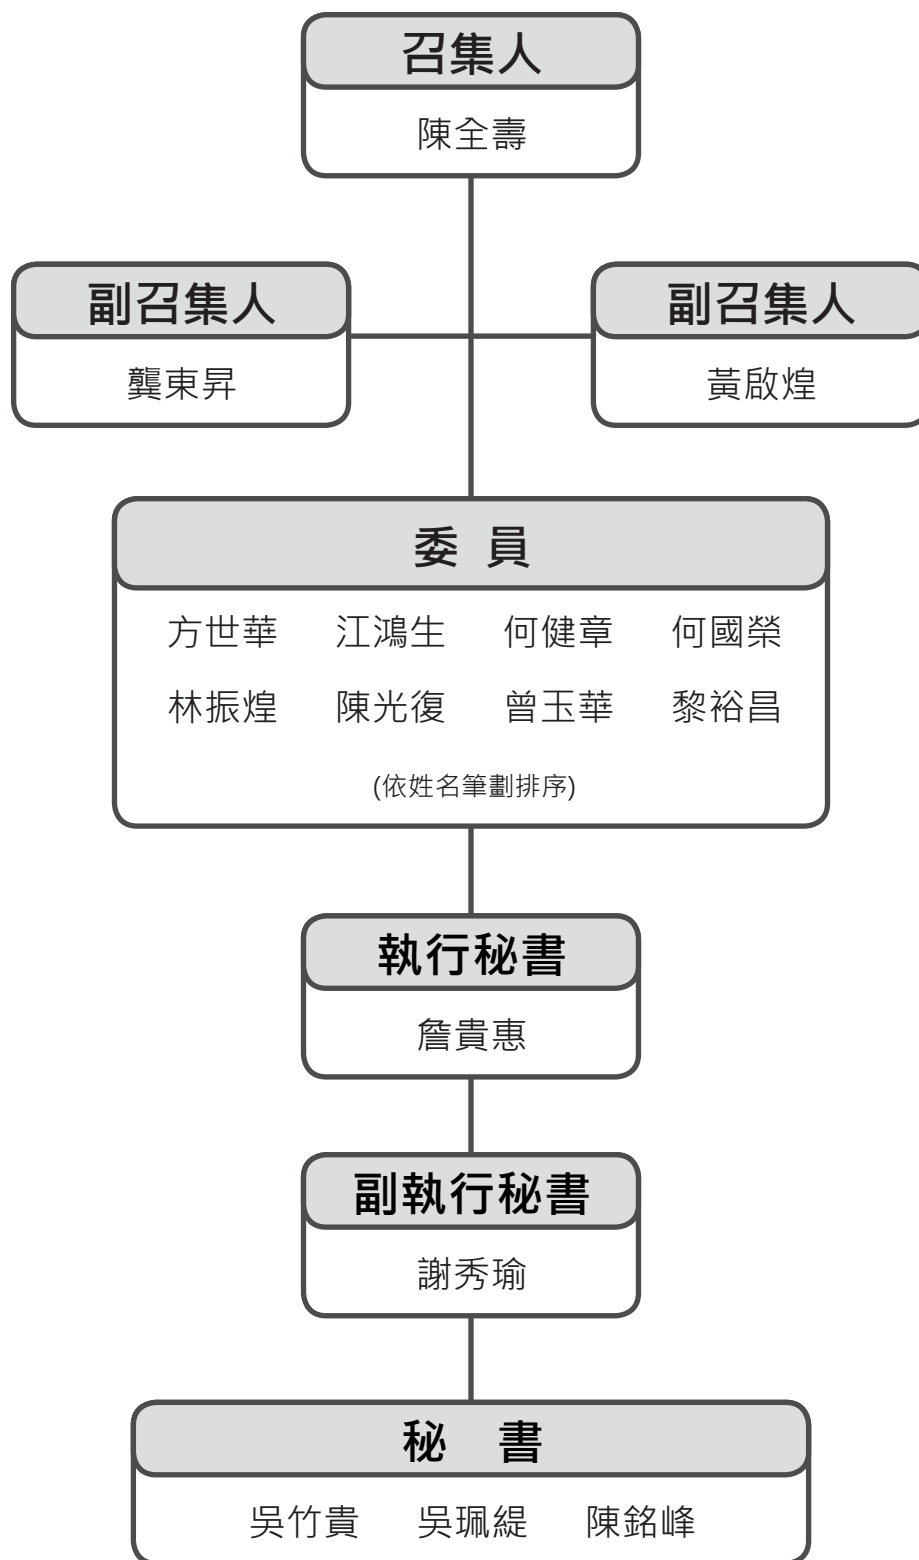 召集人
陳全壽
副召集人
龔東昇
副召集人
黃啟煌
委 員
方世華 江鴻生 何健章 何國榮
林振煌 陳光復 曾玉華 黎裕昌
(依姓名筆劃排序)
執行秘書
詹貴惠
副執行秘書
謝秀瑜
秘 書
吳竹貴 吳珮緹 陳銘峰